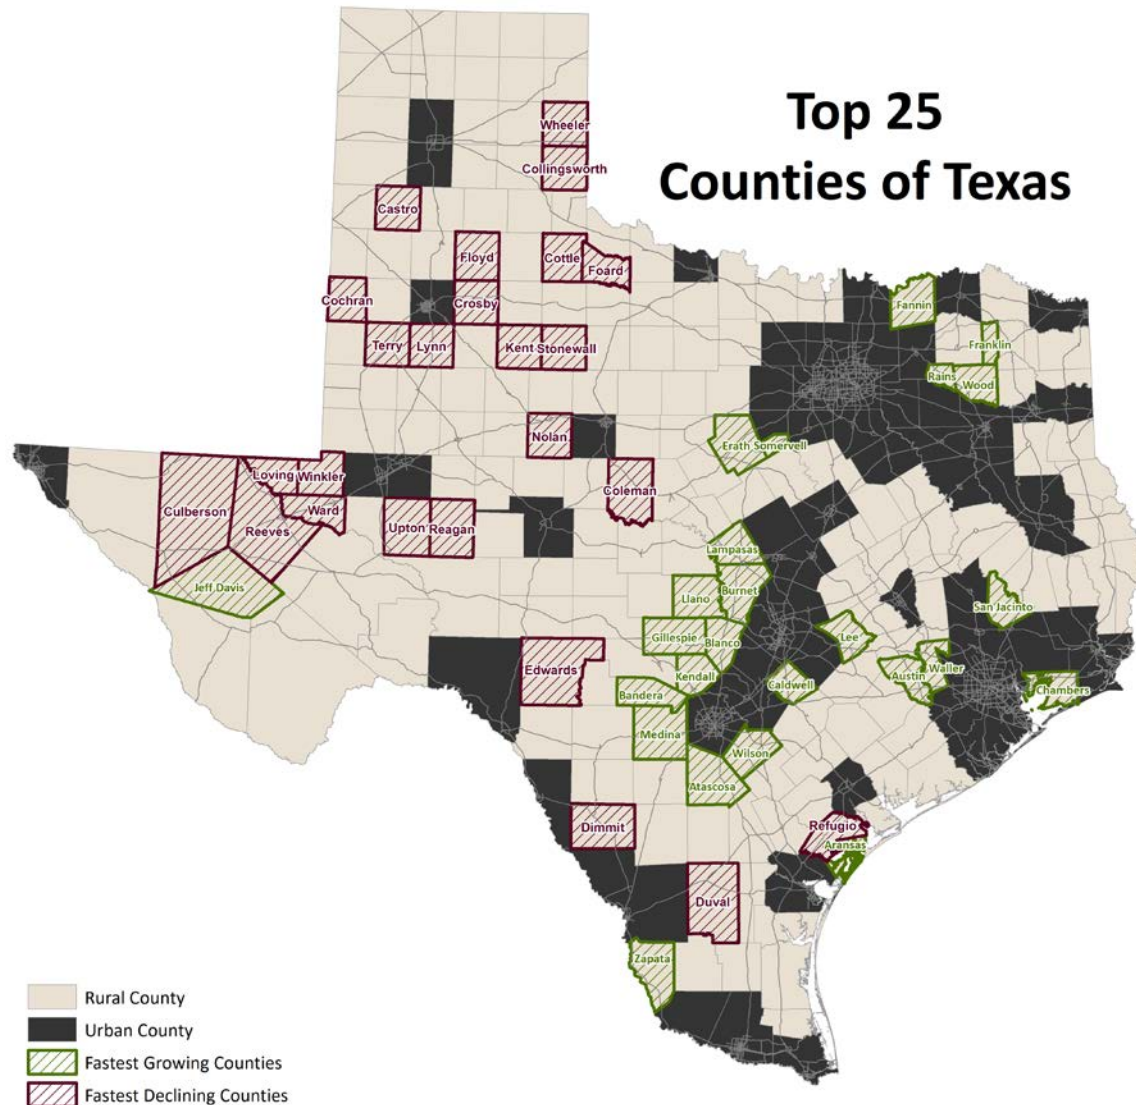 Top 25
Counties of Texas
Wheeler
Collingsworth
Castro
Floyd
Cottle
Foard
Cochran
Crosby
Fannin
Terry
Lynn
Kent
Stonewall
Franklin
Rains
Wood
Nolan
Erath
Somervell
Loving
Winkler
Coleman
Culberson
Ward
Reeves
Upton
Reagan
Lampasas
Jeff Davis
Llano
Burnet
San Jacinto
Gillespie
Blanco
Lee
Edwards
Kendall
Waller
Austin
Caldwell
Chambers
Bandera
Medina
Wilson
Atascosa
Dimmit
Refugio
Aransas
Duval
Zapata
Rural County
Urban County
Fastest Growing Counties
Fastest Declining Counties